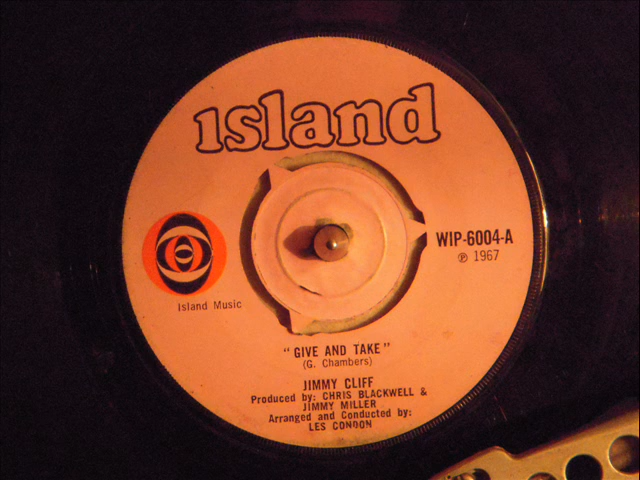 island
WIP-6004-A
℗ 1967
Island Music
"GIVE AND TAKE"
(G. Chambers)
JIMMY CLIFF
Produced by: CHRIS BLACKWELL &
JIMMY MILLER
Arranged and Conducted by:
LES CONDON